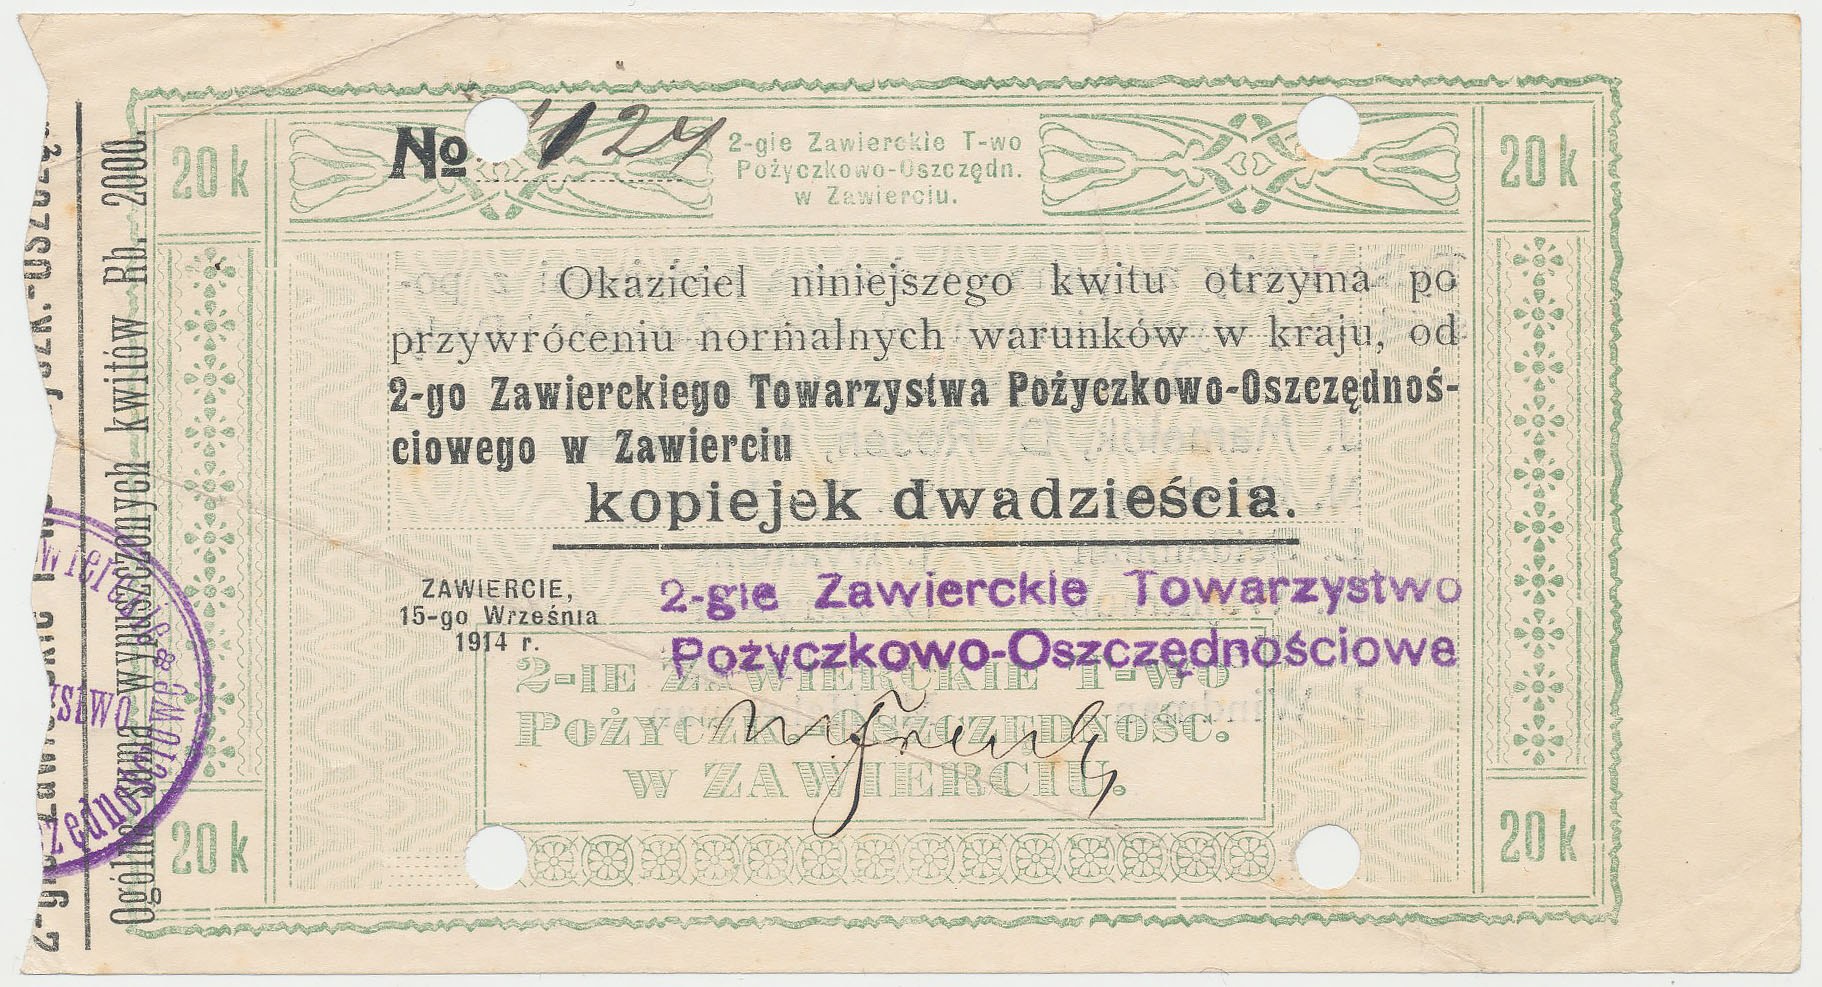 20 k
№ 1124
2-gie Zawierckie T-wo
Pożyczkowo-Oszczędn.
w Zawierciu.
20 k
Okaziciel niniejszego kwitu otrzyma po
przywróceniu normalnych warunków w kraju, od
2-go Zawierckiego Towarzystwa Pożyczkowo-Oszczędnoś-
ciowego w Zawierciu
kopiejek dwadzieścia.
ZAWIERCIE,
15-go Września
1914 r.
2-gie Zawierckie Towarzystwo
Pożyczkowo-Oszczędnościowe
2-IE ZAWIERCKIE T-WO
POŻYCZK.-OSZCZĘDNOŚC.
W ZAWIERCIU.
20 k
20 k
Ogólna suma wypuszczonych kwitów Rb. 2000.